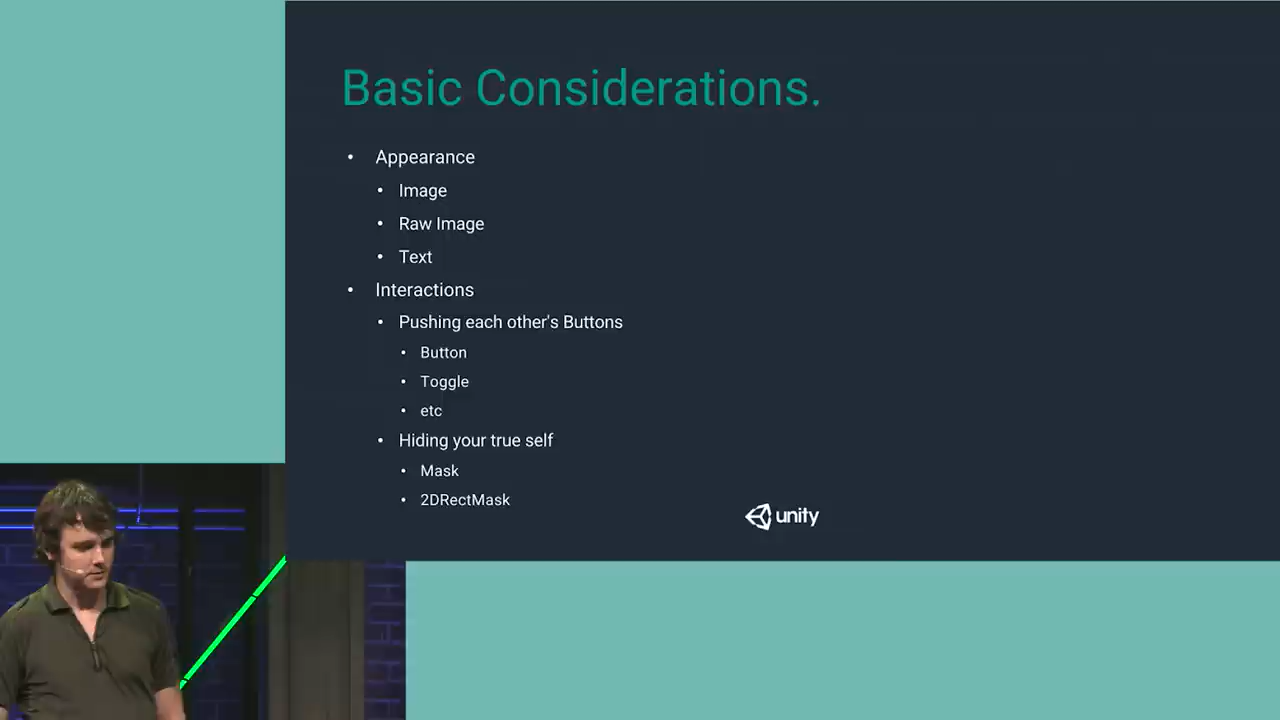 Basic Considerations.
• Appearance
• Image
• Raw Image
• Text
• Interactions
• Pushing each other's Buttons
• Button
• Toggle
• etc
• Hiding your true self
• Mask
• 2DRectMask
unity